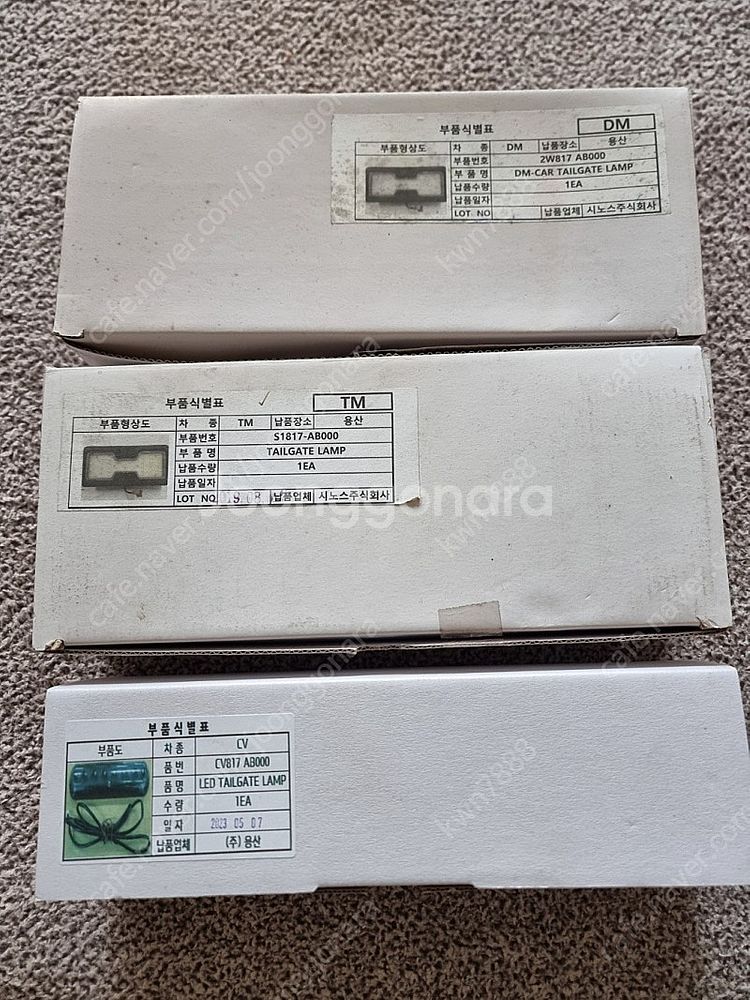 부품식별표 DM
부품형상도 차 종 DM 납품장소 용산
부품번호 2W817 AB000
부 품 명 DM-CAR TAILGATE LAMP
납품수량 1EA
납품일자
LOT NO 납품업체 시노스주식회사
부품식별표 TM
부품형상도 차 종 TM 납품장소 용산
부품번호 S1817-AB000
부 품 명 TAILGATE LAMP
납품수량 1EA
납품일자
LOT NO 납품업체 시노스주식회사
joonggonara
부품식별표
부품도 차종 CV
품번 CV817 AB000
품명 LED TAILGATE LAMP
수량 1EA
일자 2023 05 07
납품업체 (주) 용산
cafe.naver.com/joonggonara
kwn7888